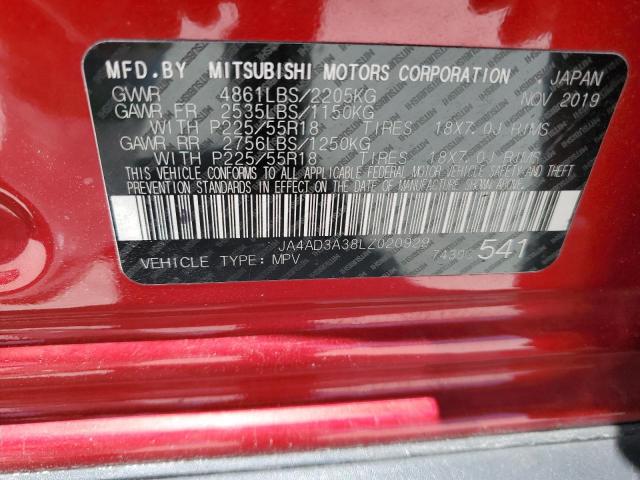 MFD.BY MITSUBISHI MOTORS CORPORATION JAPAN
GVWR 4861LBS/2205KG NOV 2019
GAWR FR 2535LBS/1150KG
WITH P225/55R18 TIRES 18X7.0J RIMS
GAWR RR 2756LBS/1250KG
WITH P225/55R18 TIRES 18X7.0J RIMS
THIS VEHICLE CONFORMS TO ALL APPLICABLE FEDERAL MOTOR VEHICLE SAFETY AND THEFT
PREVENTION STANDARDS IN EFFECT ON THE DATE OF MANUFACTURE SHOWN ABOVE.
JA4AD3A38LZ020929
VEHICLE TYPE: MPV 541